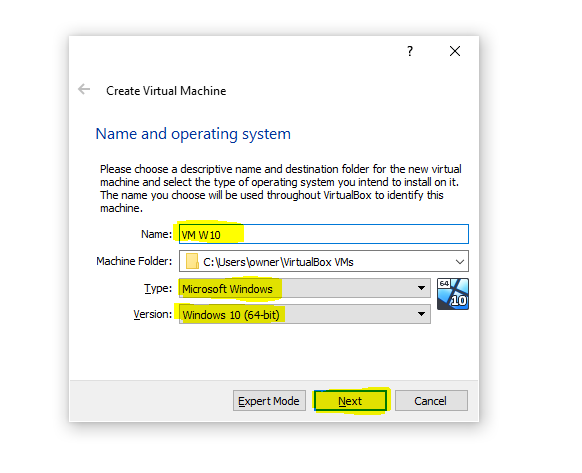 ?
Create Virtual Machine
Name and operating system
Please choose a descriptive name and destination folder for the new virtual
machine and select the type of operating system you intend to install on it.
The name you choose will be used throughout VirtualBox to identify this
machine.
Name: VM W10
Machine Folder: C:\Users\owner\VirtualBox VMs
Type: Microsoft Windows
64
10
Version: Windows 10 (64-bit)
Expert Mode Next Cancel